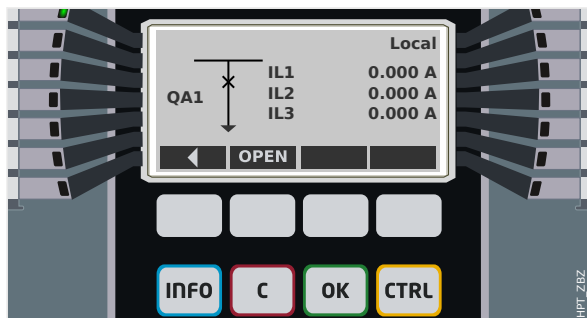 Local
IL1 0.000 A
QA1 IL2 0.000 A
IL3 0.000 A
OPEN
INFO C OK CTRL
HPT_ZBZ